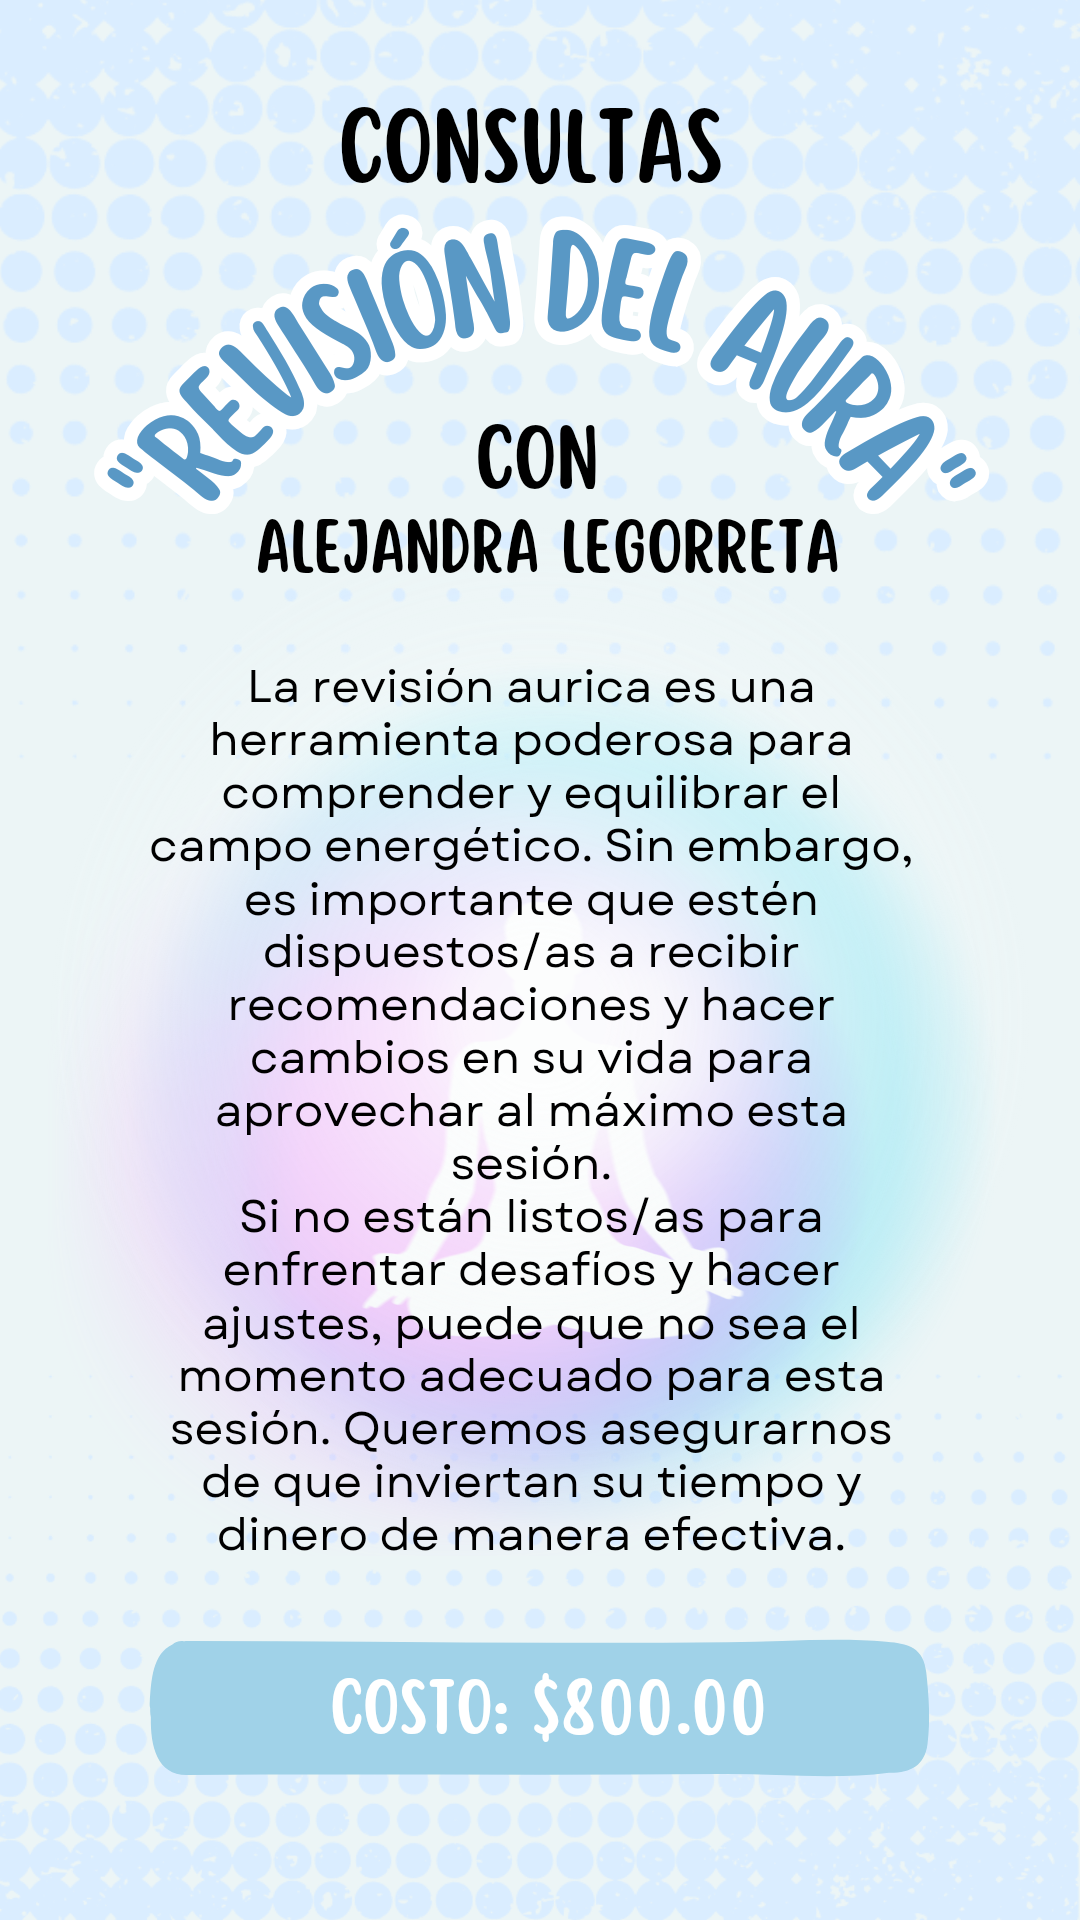 CONSULTAS
"REVISIÓN DEL AURA"
CON
ALEJANDRA LEGORRETA
La revisión aurica es una
herramienta poderosa para
comprender y equilibrar el
campo energético. Sin embargo,
es importante que estén
dispuestos/as a recibir
recomendaciones y hacer
cambios en su vida para
aprovechar al máximo esta
sesión.
Si no están listos/as para
enfrentar desafíos y hacer
ajustes, puede que no sea el
momento adecuado para esta
sesión. Queremos asegurarnos
de que inviertan su tiempo y
dinero de manera efectiva.
COSTO: $800.00